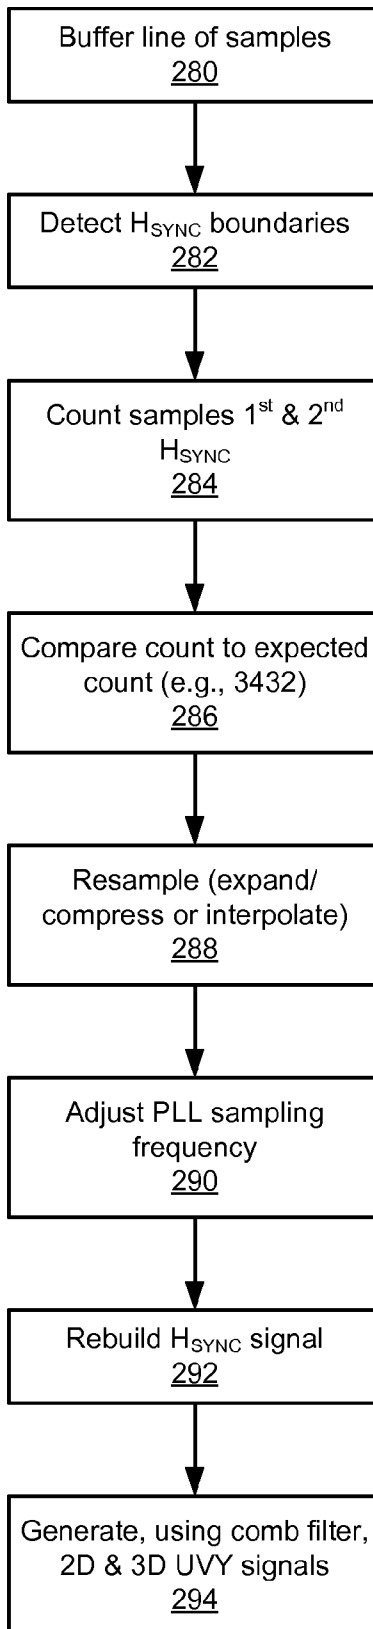 Buffer line of samples
280
Detect HSYNC boundaries
282
Count samples 1st & 2nd
HSYNC
284
Compare count to expected
count (e.g., 3432)
286
Resample (expand/
compress or interpolate)
288
Adjust PLL sampling
frequency
290
Rebuild HSYNC signal
292
Generate, using comb filter,
2D & 3D UVY signals
294